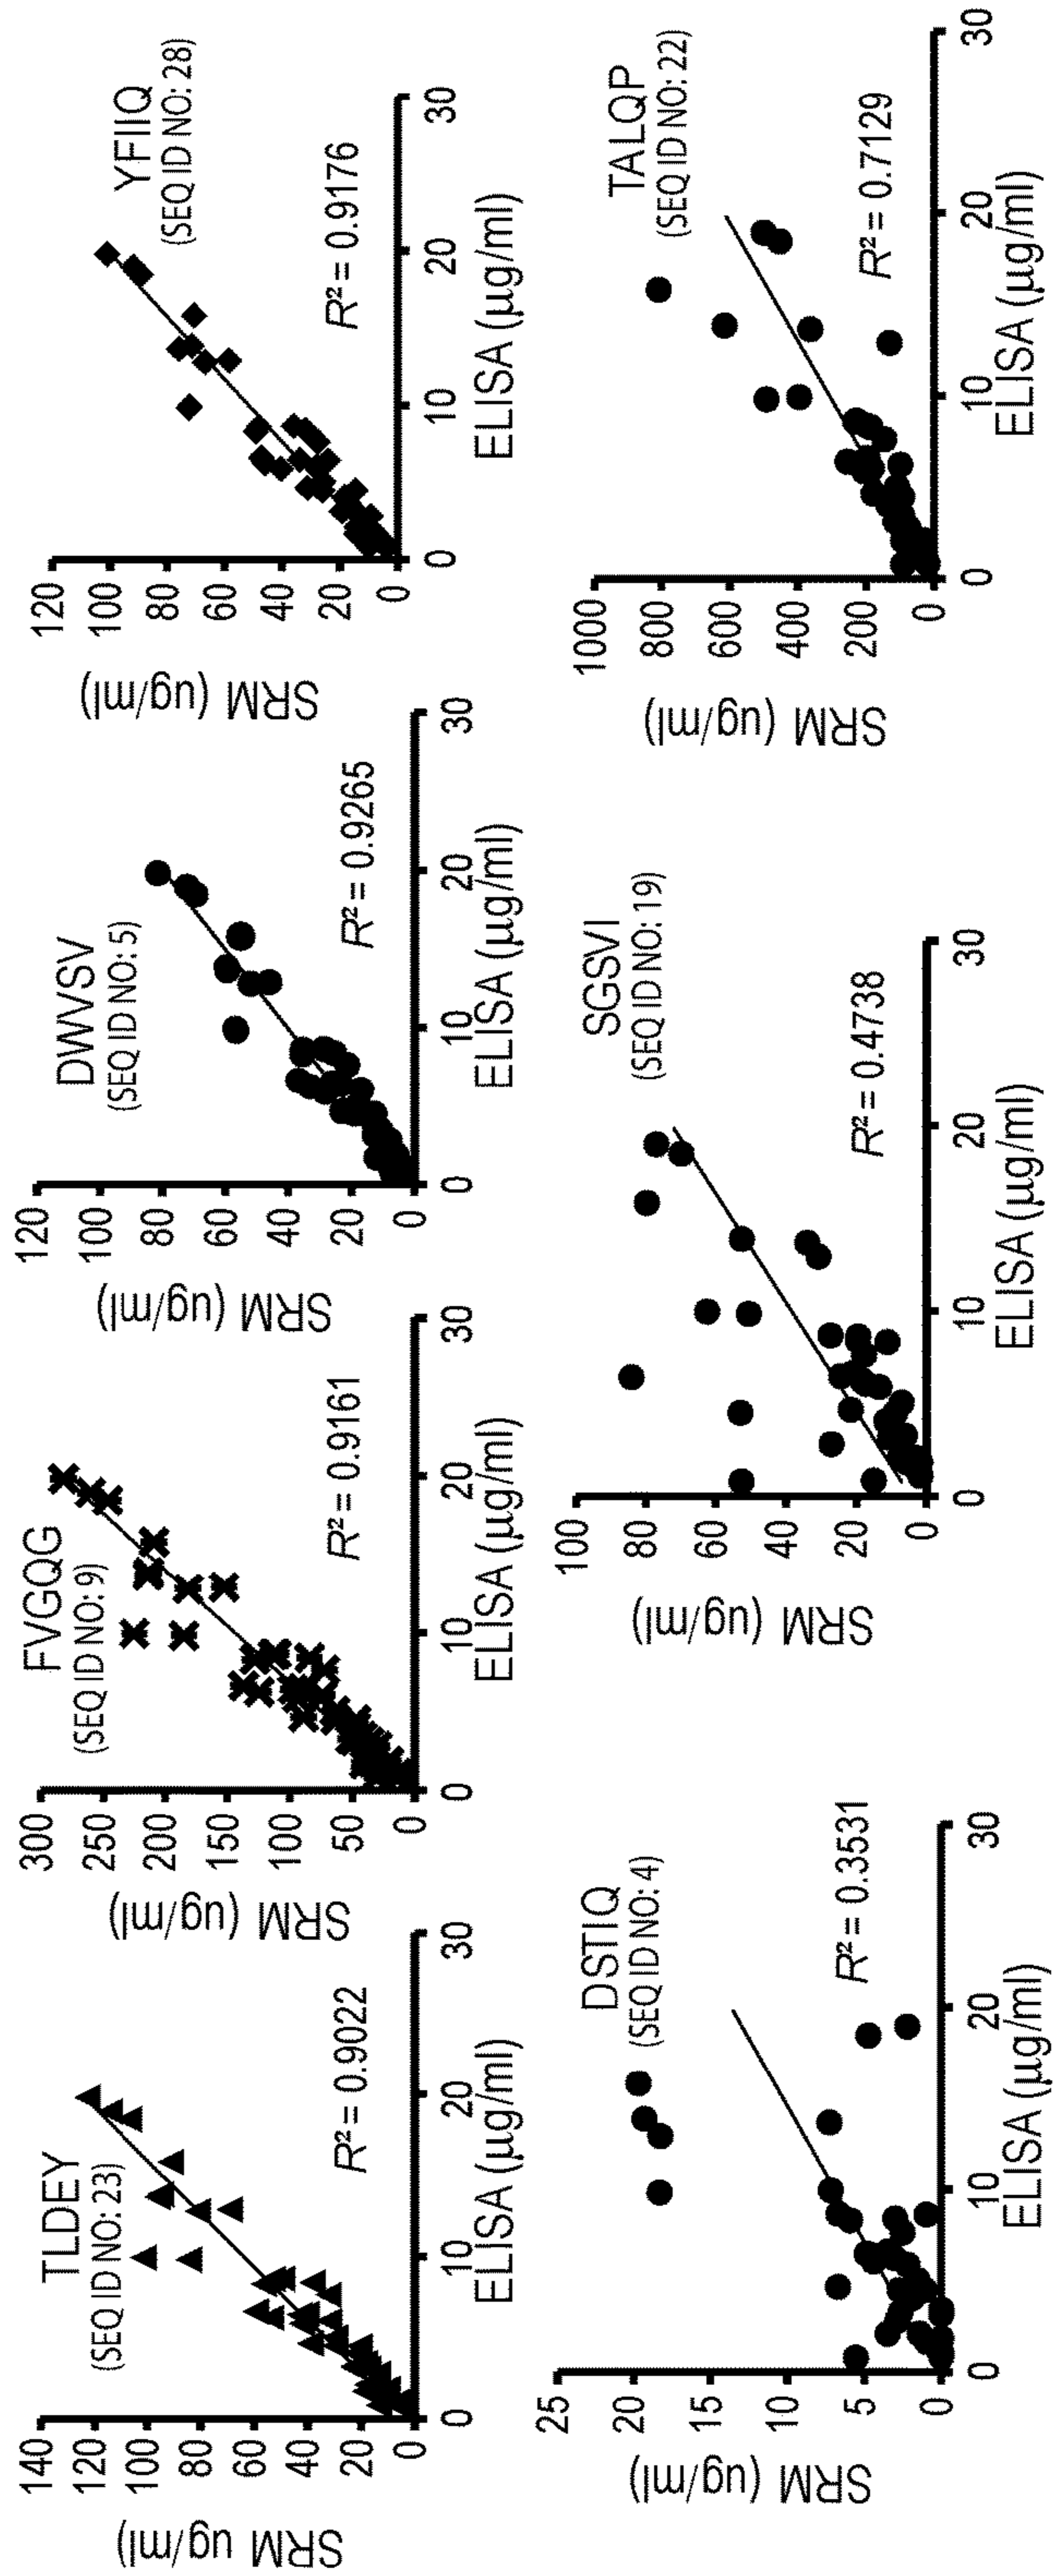 TLDEY
(SEQ ID NO: 23)
SRM ug/ml)
140
120
100
80
60
40
20
0
R² = 0.9022
0 10 20 30
ELISA (µg/ml)
FVGQG
(SEQ ID NO: 9)
SRM (ug/ml)
300
250
200
150
100
50
0
R² = 0.9161
0 10 20 30
ELISA (µg/ml)
DWVSV
(SEQ ID NO: 5)
SRM (ug/ml)
120
100
80
60
40
20
0
R² = 0.9265
0 10 20
ELISA (µg/ml)
30
YFIIQ
(SEQ ID NO: 28)
SRM (ug/ml)
120
100
80
60
40
20
0
R² = 0.9176
0 10 20 30
ELISA (µg/ml)
DSTIQ
(SEQ ID NO: 4)
SRM (ug/ml)
25
20
15
10
5
0
R² = 0.3531
0 10 20 30
ELISA (µg/ml)
SGSVI
(SEQ ID NO: 19)
SRM (ug/ml)
100
80
60
40
20
0
R² = 0.4738
0 10 20 30
ELISA (µg/ml)
TALQP
(SEQ ID NO: 22)
SRM (ug/ml)
1000
800
600
400
200
0
R² = 0.7129
0 10 20 30
ELISA (µg/ml)